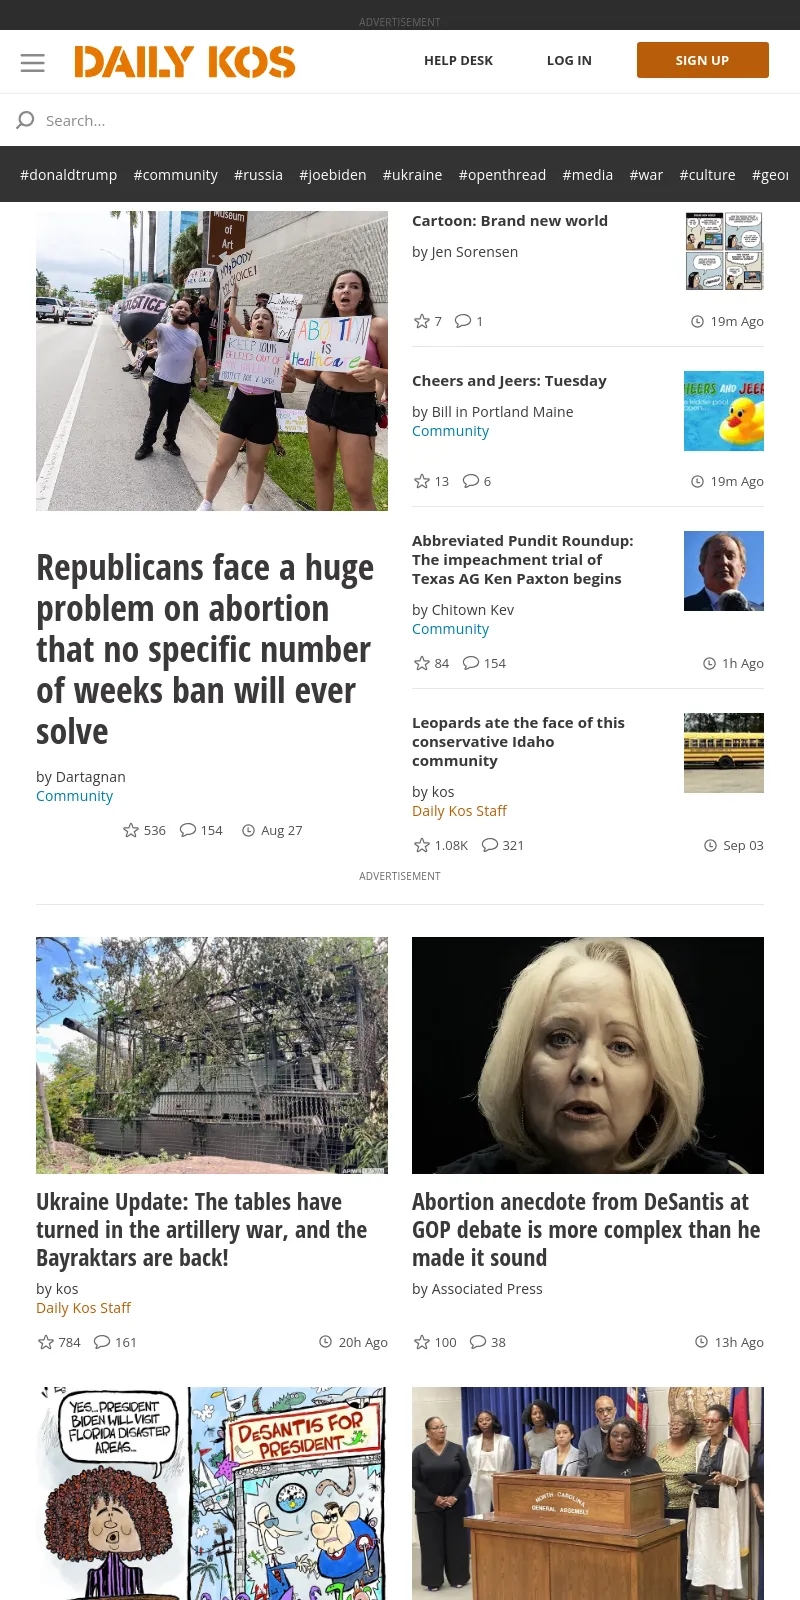 ADVERTISEMENT
DAILY KOS
HELP DESK
LOG IN
SIGN UP
Search...
#donaldtrump #community #russia #joebiden #ukraine #openthread #media #war #culture
Museum
of
Art
MY BODY
MY CHOICE!
JUSTICE
KEEP YOUR
BELIEFS OUT OF
ABORTION
is
Healthcare
Republicans face a huge
problem on abortion
that no specific number
of weeks ban will ever
solve
by Dartagnan
Community
536 154 Aug 27
Cartoon: Brand new world
by Jen Sorensen
7 1 19m Ago
Cheers and Jeers: Tuesday
by Bill in Portland Maine
Community
CHEERS AND JEERS
13 6 19m Ago
Abbreviated Pundit Roundup:
The impeachment trial of
Texas AG Ken Paxton begins
by Chitown Kev
Community
84 154 1h Ago
Leopards ate the face of this
conservative Idaho
community
by kos
Daily Kos Staff
1.08K 321 Sep 03
ADVERTISEMENT
Ukraine Update: The tables have
turned in the artillery war, and the
Bayraktars are back!
by kos
Daily Kos Staff
784 161 20h Ago
Abortion anecdote from DeSantis at
GOP debate is more complex than he
made it sound
by Associated Press
100 38 13h Ago
YES...PRESIDENT
BIDEN WILL VISIT
FLORIDA DISASTER
AREAS...
DeSANTIS FOR
PRESIDENT
NORTH CAROLINA
GENERAL ASSEMBLY